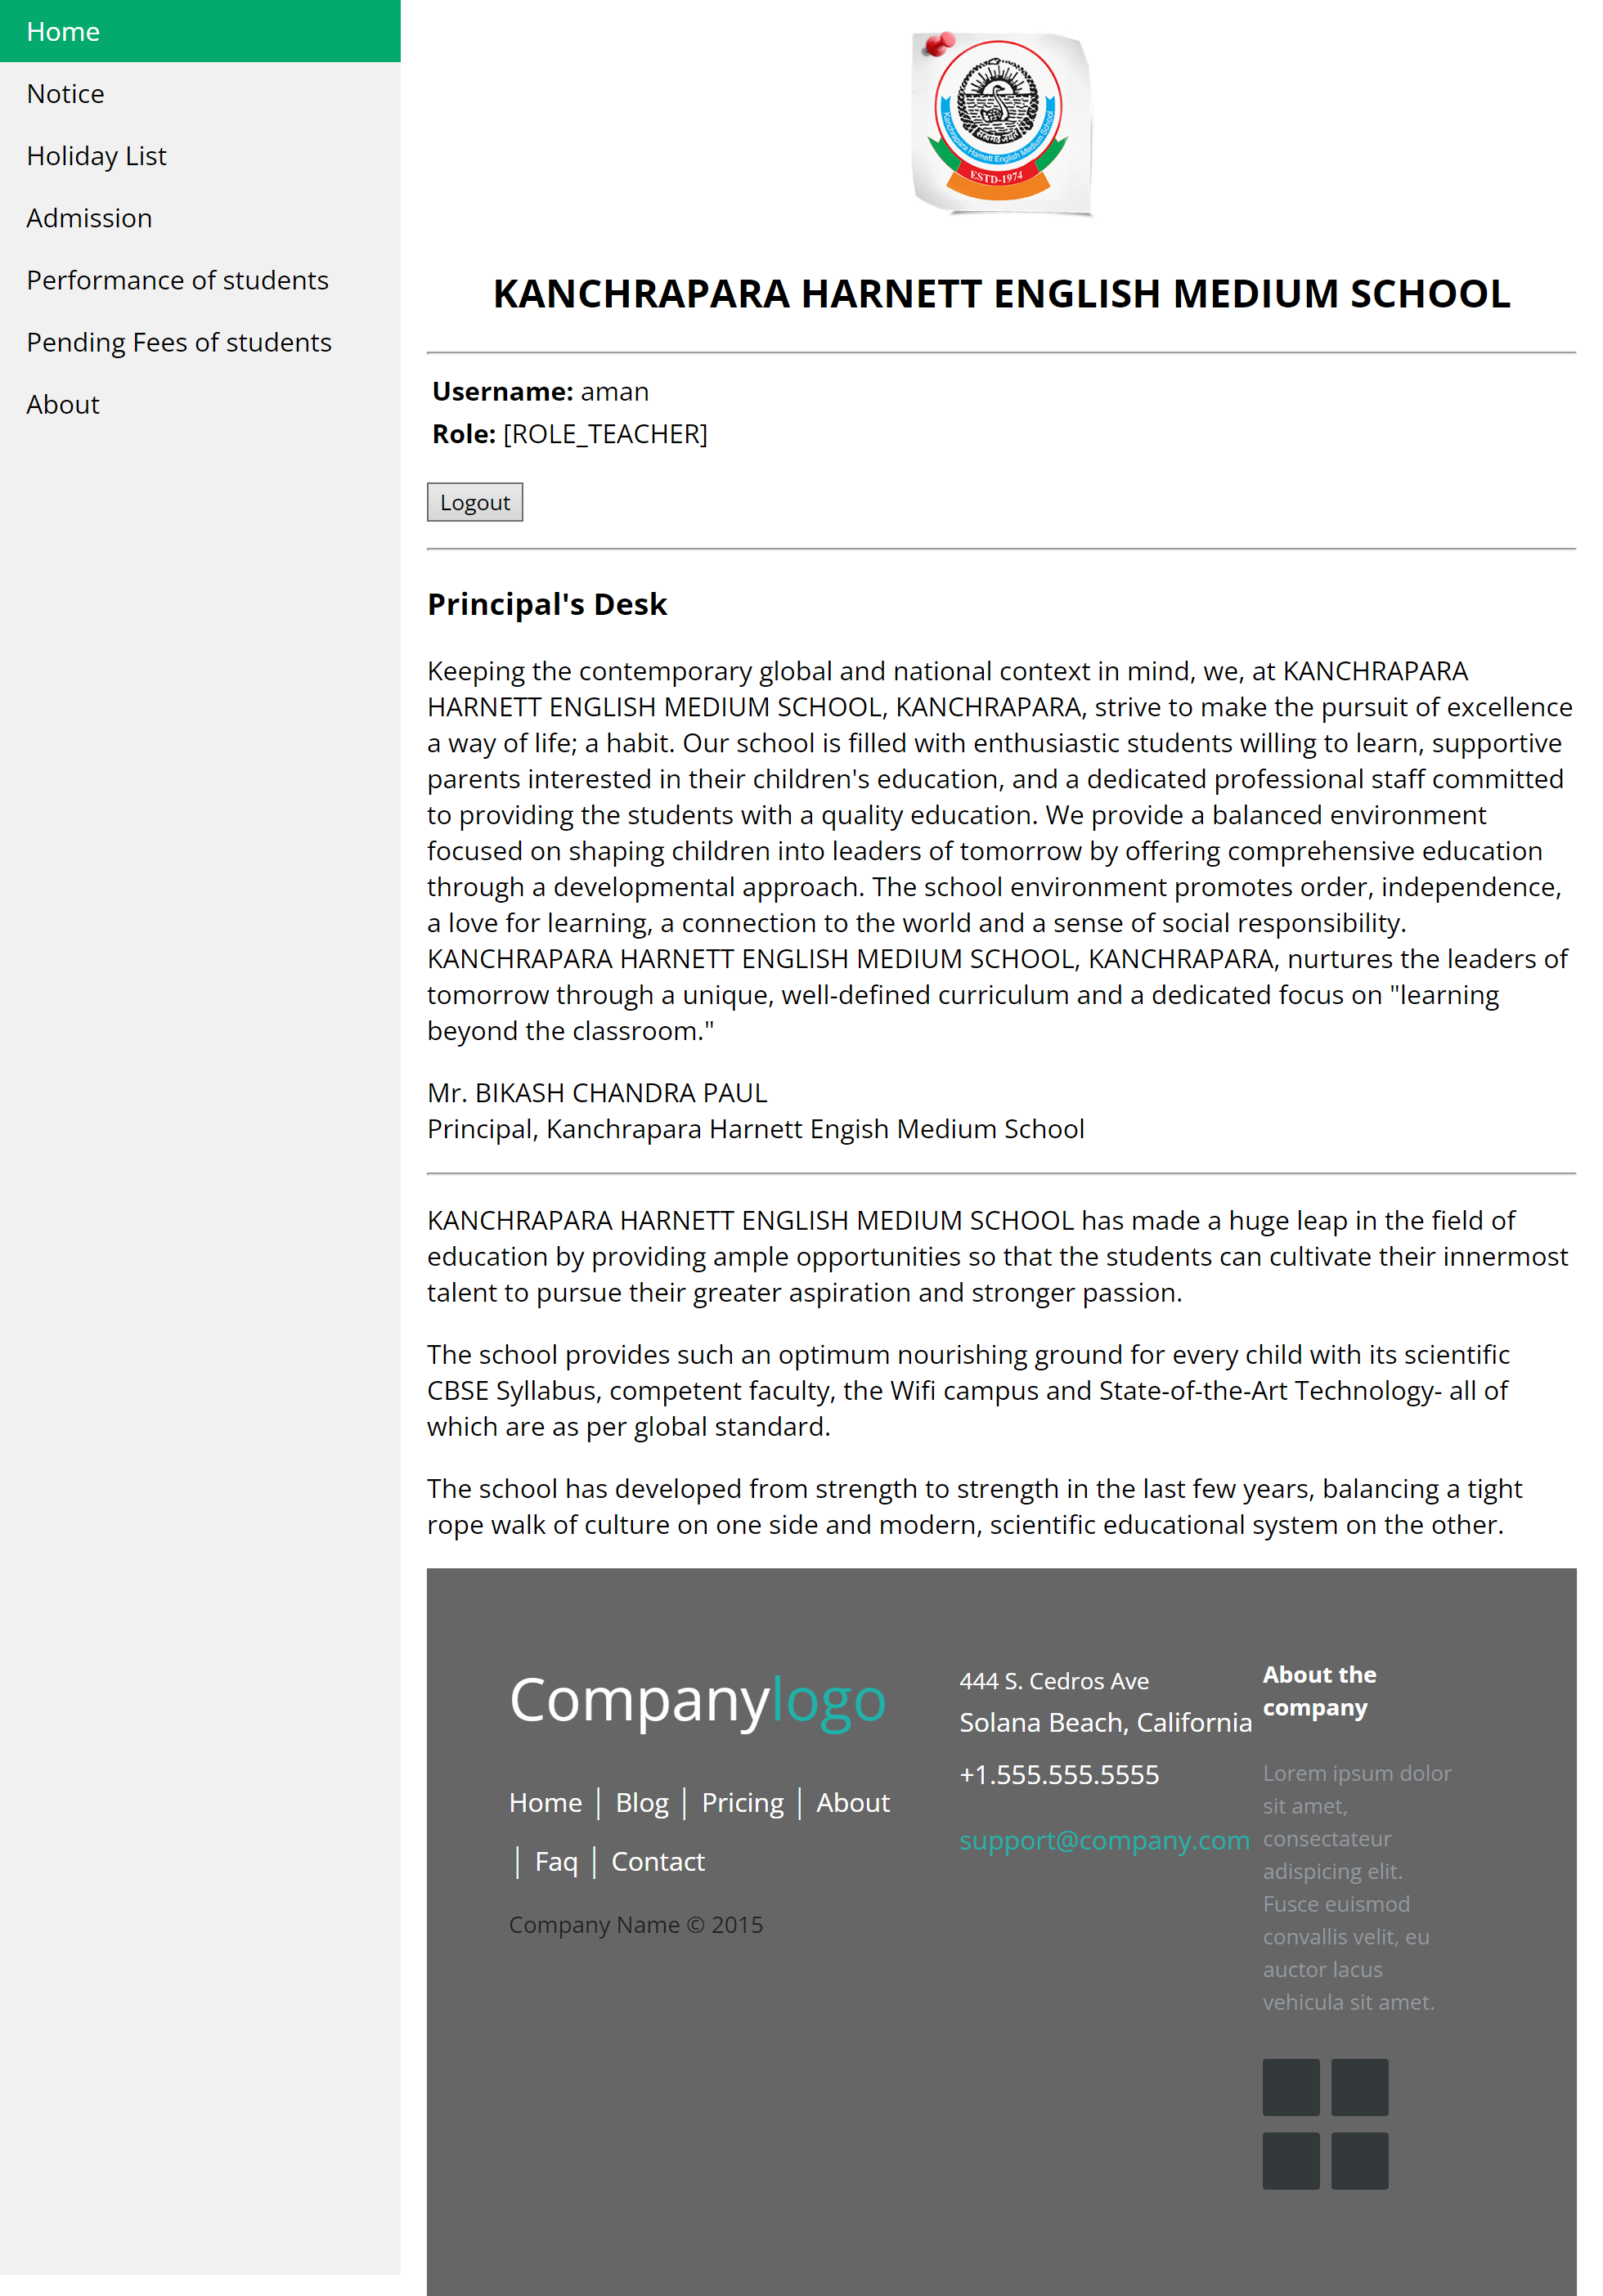 Home
Notice
Holiday List
Admission
Performance of students
Pending Fees of students
About
Kanchrapara Harnett English Medium School
ESTD-1974
KANCHRAPARA HARNETT ENGLISH MEDIUM SCHOOL
Username: aman
Role: [ROLE_TEACHER]
Logout
Principal's Desk
Keeping the contemporary global and national context in mind, we, at KANCHRAPARA
HARNETT ENGLISH MEDIUM SCHOOL, KANCHRAPARA, strive to make the pursuit of excellence
a way of life; a habit. Our school is filled with enthusiastic students willing to learn, supportive
parents interested in their children's education, and a dedicated professional staff committed
to providing the students with a quality education. We provide a balanced environment
focused on shaping children into leaders of tomorrow by offering comprehensive education
through a developmental approach. The school environment promotes order, independence,
a love for learning, a connection to the world and a sense of social responsibility.
KANCHRAPARA HARNETT ENGLISH MEDIUM SCHOOL, KANCHRAPARA, nurtures the leaders of
tomorrow through a unique, well-defined curriculum and a dedicated focus on "learning
beyond the classroom."
Mr. BIKASH CHANDRA PAUL
Principal, Kanchrapara Harnett Engish Medium School
KANCHRAPARA HARNETT ENGLISH MEDIUM SCHOOL has made a huge leap in the field of
education by providing ample opportunities so that the students can cultivate their innermost
talent to pursue their greater aspiration and stronger passion.
The school provides such an optimum nourishing ground for every child with its scientific
CBSE Syllabus, competent faculty, the Wifi campus and State-of-the-Art Technology- all of
which are as per global standard.
The school has developed from strength to strength in the last few years, balancing a tight
rope walk of culture on one side and modern, scientific educational system on the other.
Companylogo
Home | Blog | Pricing | About
| Faq | Contact
Company Name © 2015
444 S. Cedros Ave
Solana Beach, California
+1.555.555.5555
support@company.com
About the
company
Lorem ipsum dolor
sit amet,
consectateur
adispicing elit.
Fusce euismod
convallis velit, eu
auctor lacus
vehicula sit amet.